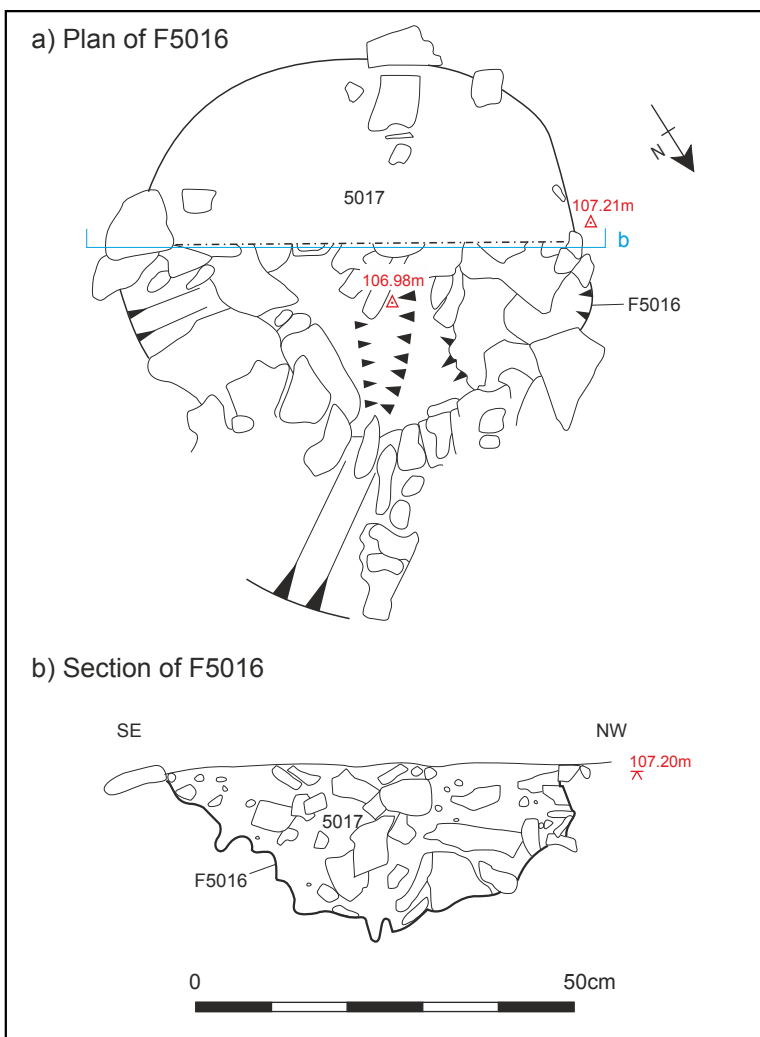 a) Plan of F5016
N
5017
107.21m
b
106.98m
F5016
b) Section of F5016
SE
NW
107.20m
5017
F5016
0
50cm